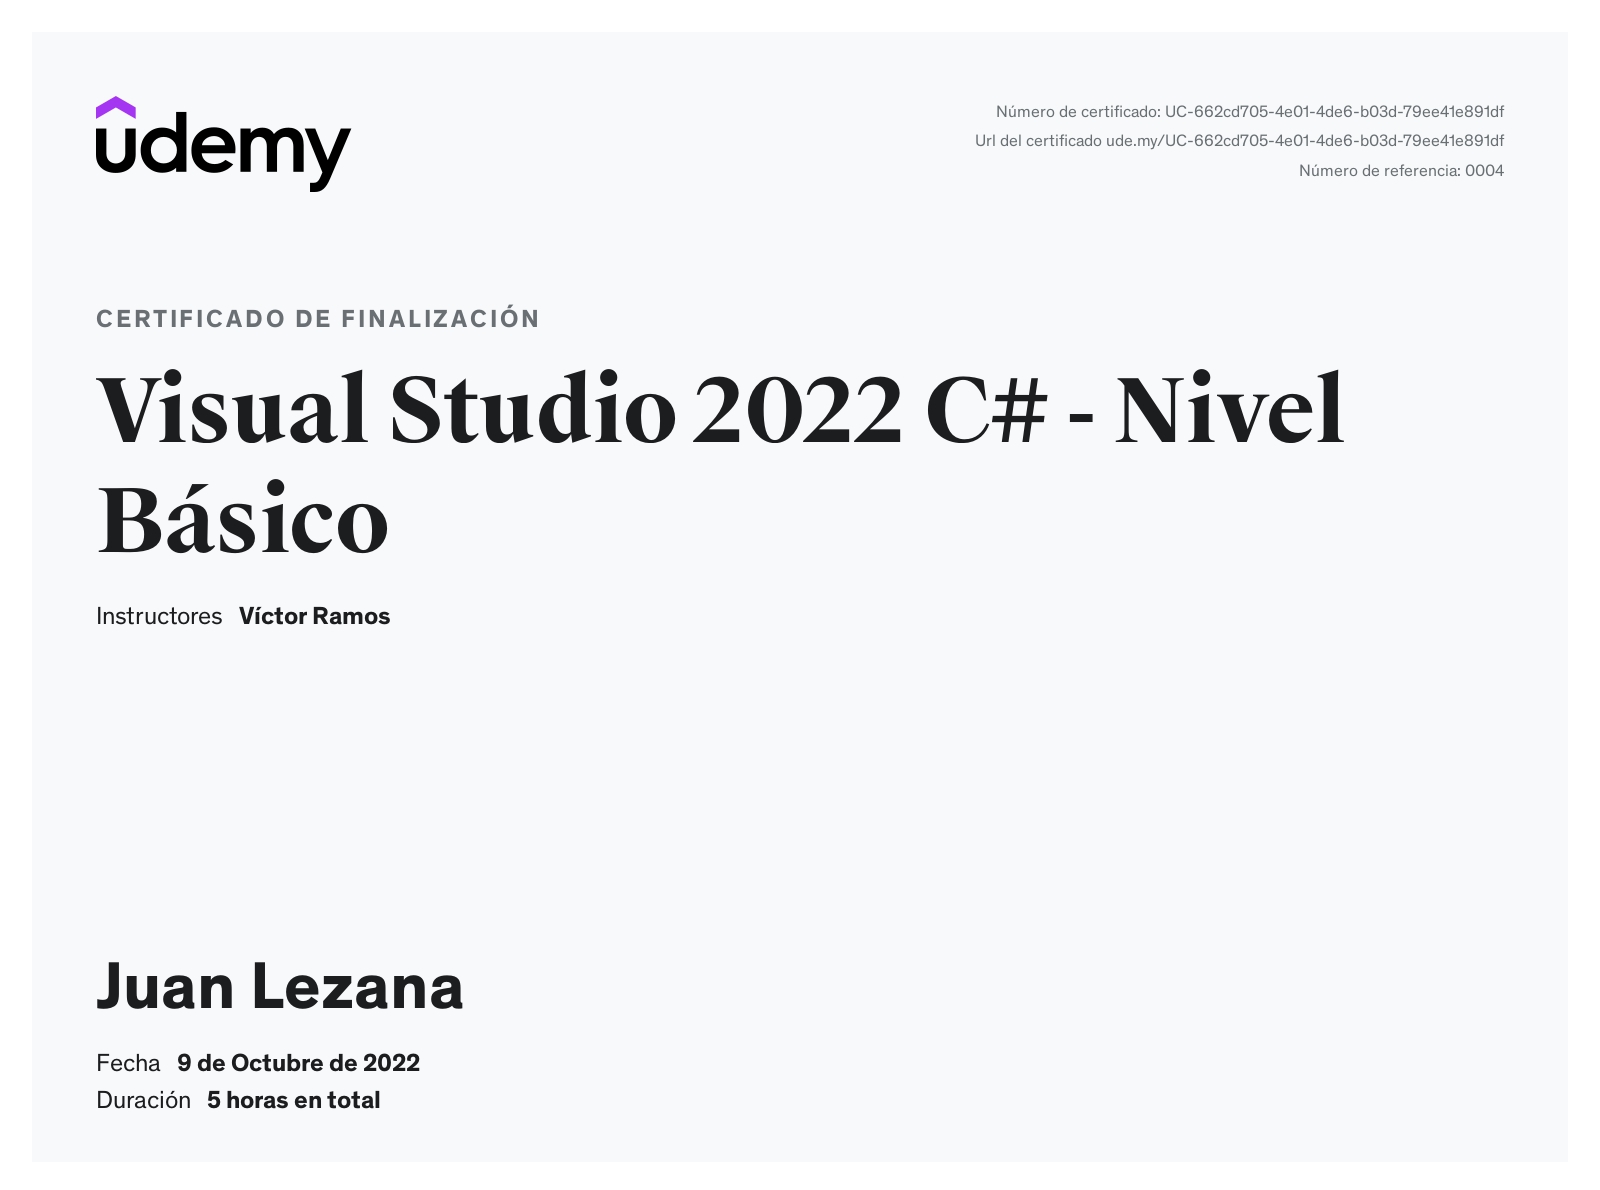 udemy
Número de certificado: UC-662cd705-4e01-4de6-b03d-79ee41e891df
Url del certificado ude.my/UC-662cd705-4e01-4de6-b03d-79ee41e891df
Número de referencia: 0004
CERTIFICADO DE FINALIZACIÓN
Visual Studio 2022 C# - Nivel
Básico
Instructores Víctor Ramos
Juan Lezana
Fecha 9 de Octubre de 2022
Duración 5 horas en total